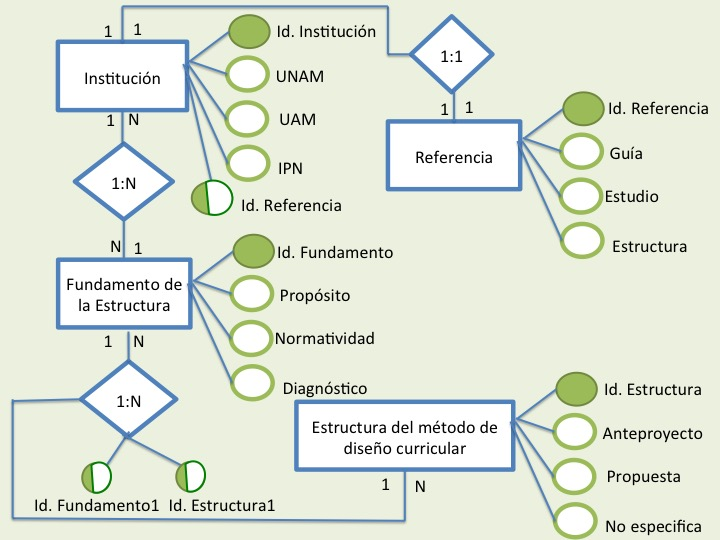 1 1
Id. Institución
Institución
UNAM
UAM
IPN
Id. Referencia
1:1
1 1
Referencia
Id. Referencia
Guía
Estudio
Estructura
1 N
1:N
N 1
Fundamento de
la Estructura
Id. Fundamento
Propósito
Normatividad
Diagnóstico
1 N
1:N
Id. Fundamento1 Id. Estructura1
Estructura del método de
diseño curricular
1 N
Id. Estructura
Anteproyecto
Propuesta
No especifica